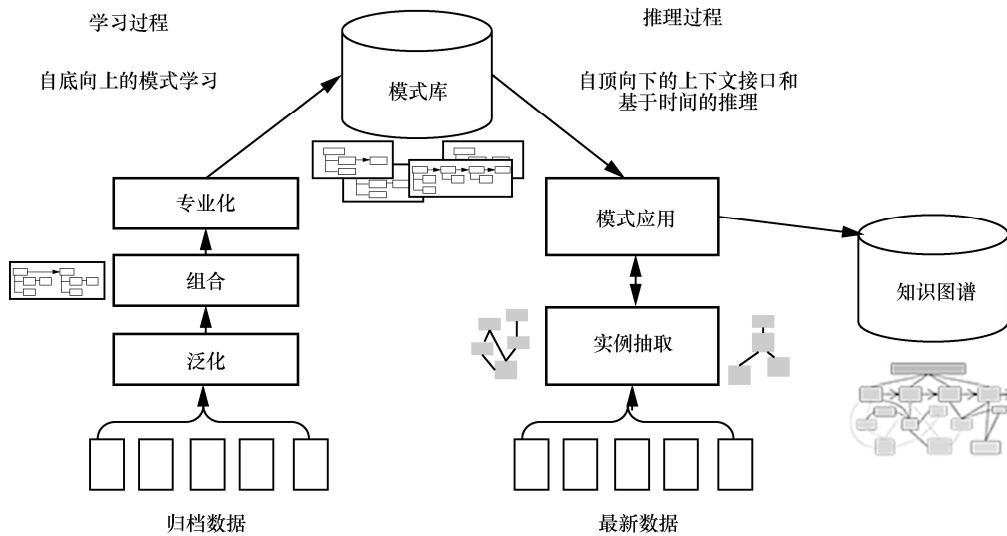 学习过程
推理过程
自底向上的模式学习
模式库
自顶向下的上下文接口和
基于时间的推理
专业化
模式应用
组合
知识图谱
实例抽取
泛化
归档数据
最新数据